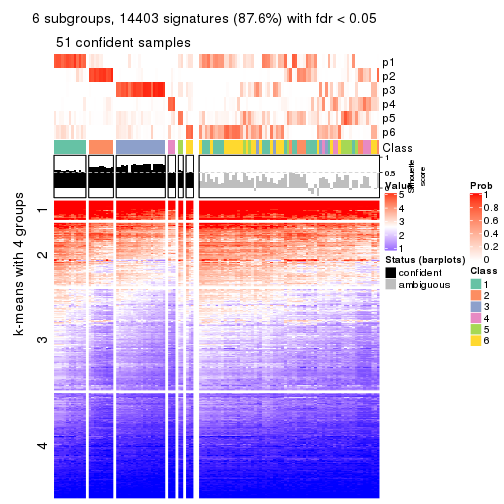 6 subgroups, 14403 signatures (87.6%) with fdr < 0.05
51 confident samples
p1
p2
p3
p4
p5
p6
Class
1
0.5
0
Silhouette
score
k-means with 4 groups
1
2
3
4
Value
5
4
3
2
1
Status (barplots)
confident
ambiguous
Prob
1
0.8
0.6
0.4
0.2
0
Class
1
2
3
4
5
6